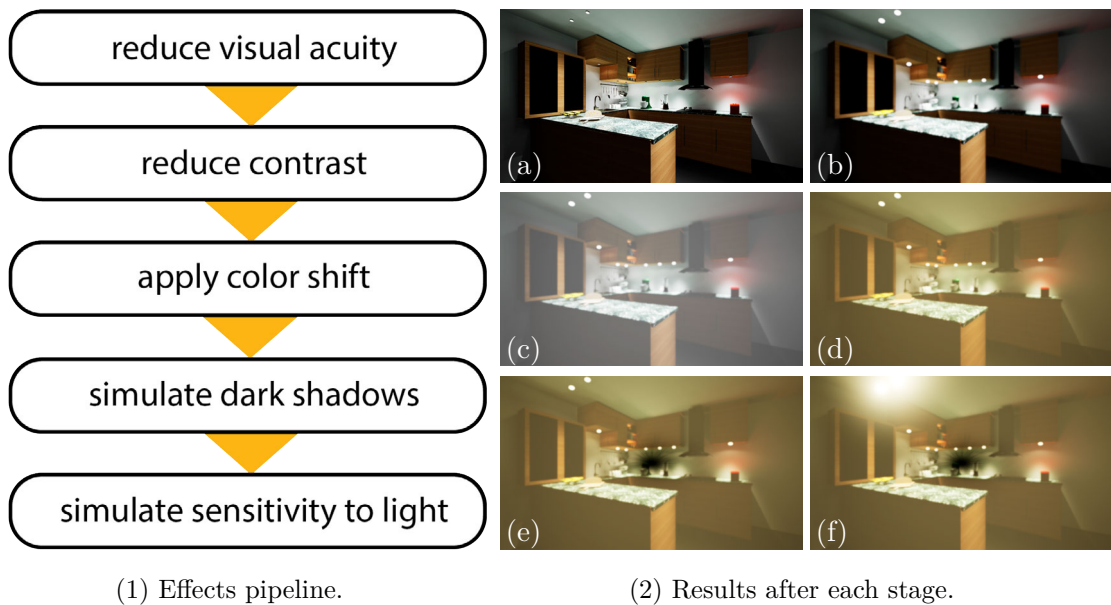 reduce visual acuity
reduce contrast
apply color shift
simulate dark shadows
simulate sensitivity to light
(a)
(b)
(c)
(d)
(e)
(f)
(1) Effects pipeline.
(2) Results after each stage.